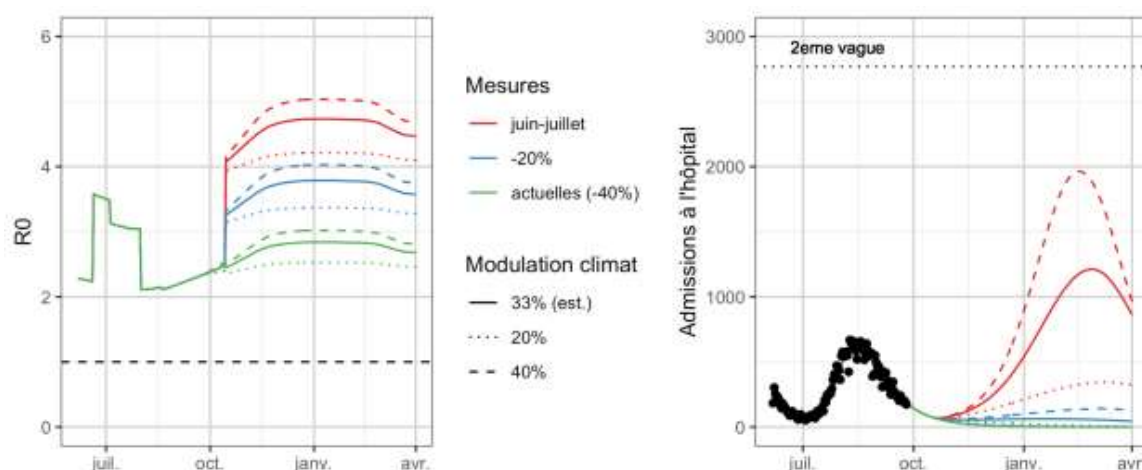 R0
6
4
2
0
juil.
oct.
janv.
avr.
Mesures
juin-juillet
-20%
actuelles (-40%)
Modulation climat
33% (est.)
20%
40%
Admissions à l'hôpital
3000
2000
1000
0
2eme vague
juil.
oct.
janv.
avr